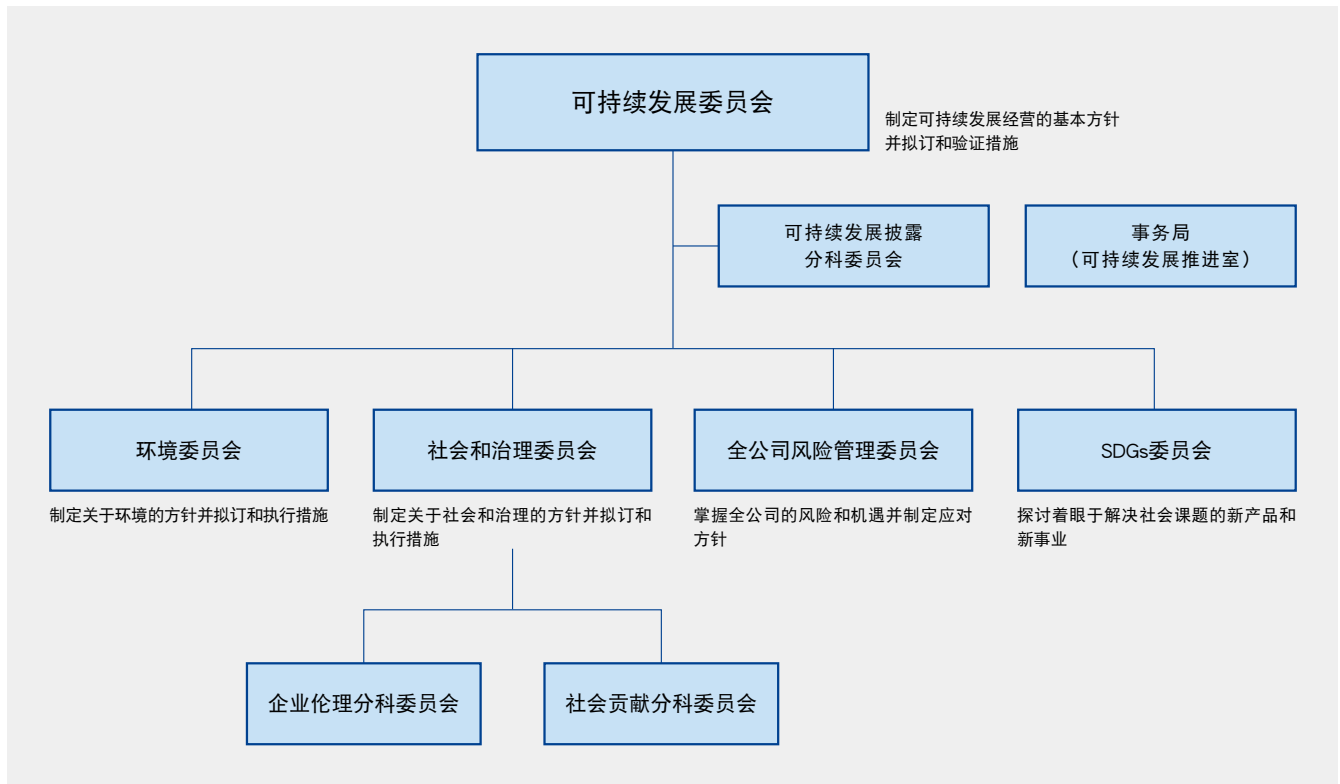 可持续发展委员会
制定可持续发展经营的基本方针
并拟订和验证措施
可持续发展披露
分科委员会
事务局
（可持续发展推进室）
环境委员会
制定关于环境的方针并拟订和执行措施
社会和治理委员会
制定关于社会和治理的方针并拟订和
执行措施
全公司风险管理委员会
掌握全公司的风险和机遇并制定应对
方针
SDGs委员会
探讨着眼于解决社会课题的新产品和
新事业
企业伦理分科委员会
社会贡献分科委员会